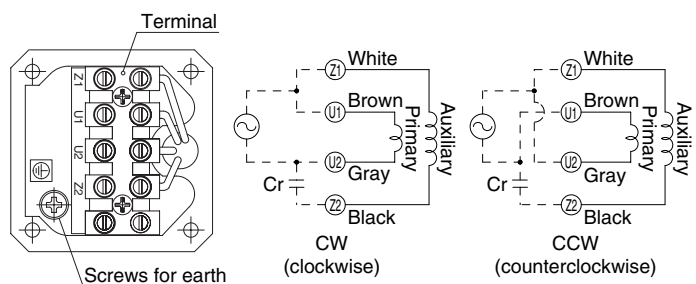 Terminal
Z1
U1
U2
Z2
Screws for earth
Z1 White
U1 Brown
Primary
Auxiliary
U2 Gray
Cr
Z2 Black
CW
(clockwise)
Z1 White
U1 Brown
Primary
Auxiliary
U2 Gray
Cr
Z2 Black
CCW
(counterclockwise)